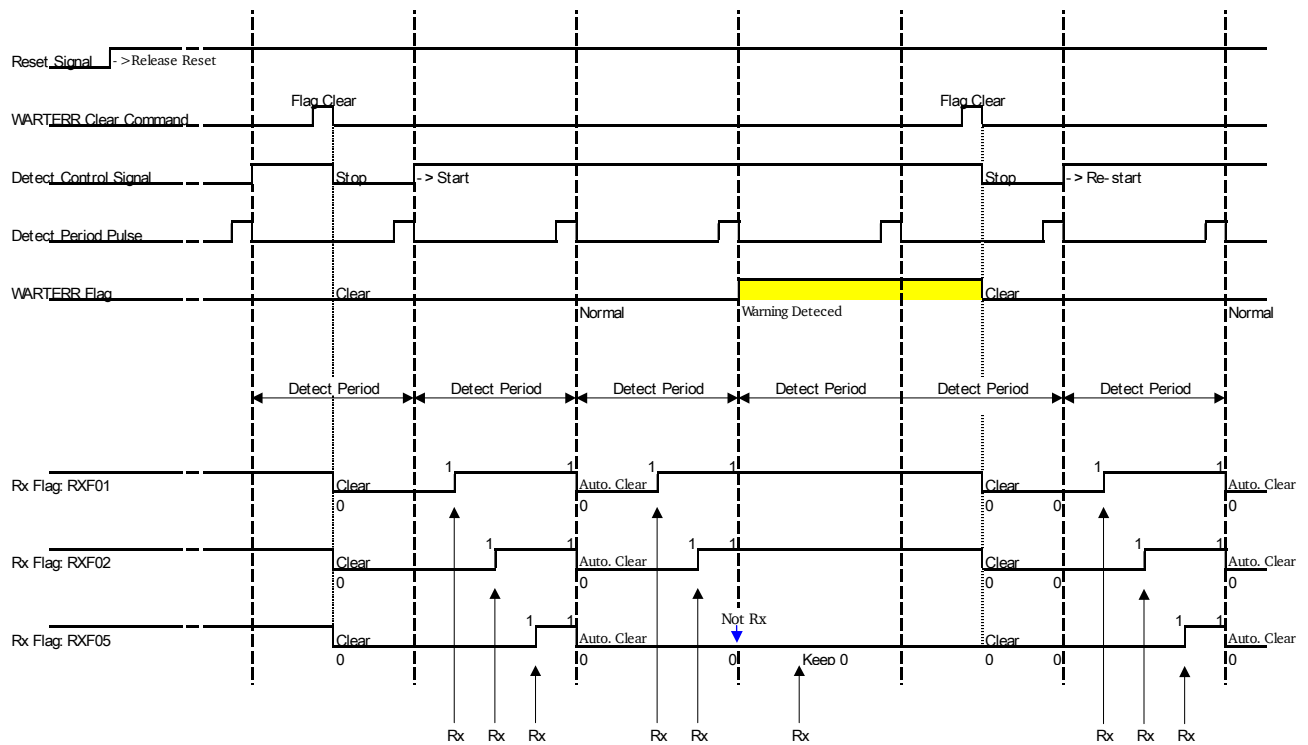 Reset Signal
->Release Reset
Flag Clear Flag Clear
WARTERR Clear Command
Detect Control Signal Stop -> Start Stop -> Re-start
Detect Period Pulse
WARTERR Flag Clear Clear
Normal Warning Deteced Normal
Detect Period Detect Period Detect Period Detect Period Detect Period Detect Period
1 1 1 1 1 1
Rx Flag: RXF01 Clear Auto. Clear Clear Auto. Clear
0 0 0 0 0
1 1 1 1 1 1
Rx Flag: RXF02 Clear Auto. Clear Clear Auto. Clear
0 0 0 0 0
1 1 Not Rx 1 1
Rx Flag: RXF05 Clear Auto. Clear Clear Auto. Clear
0 0 0 Keep 0 0 0 0
Rx Rx Rx Rx Rx Rx Rx Rx Rx